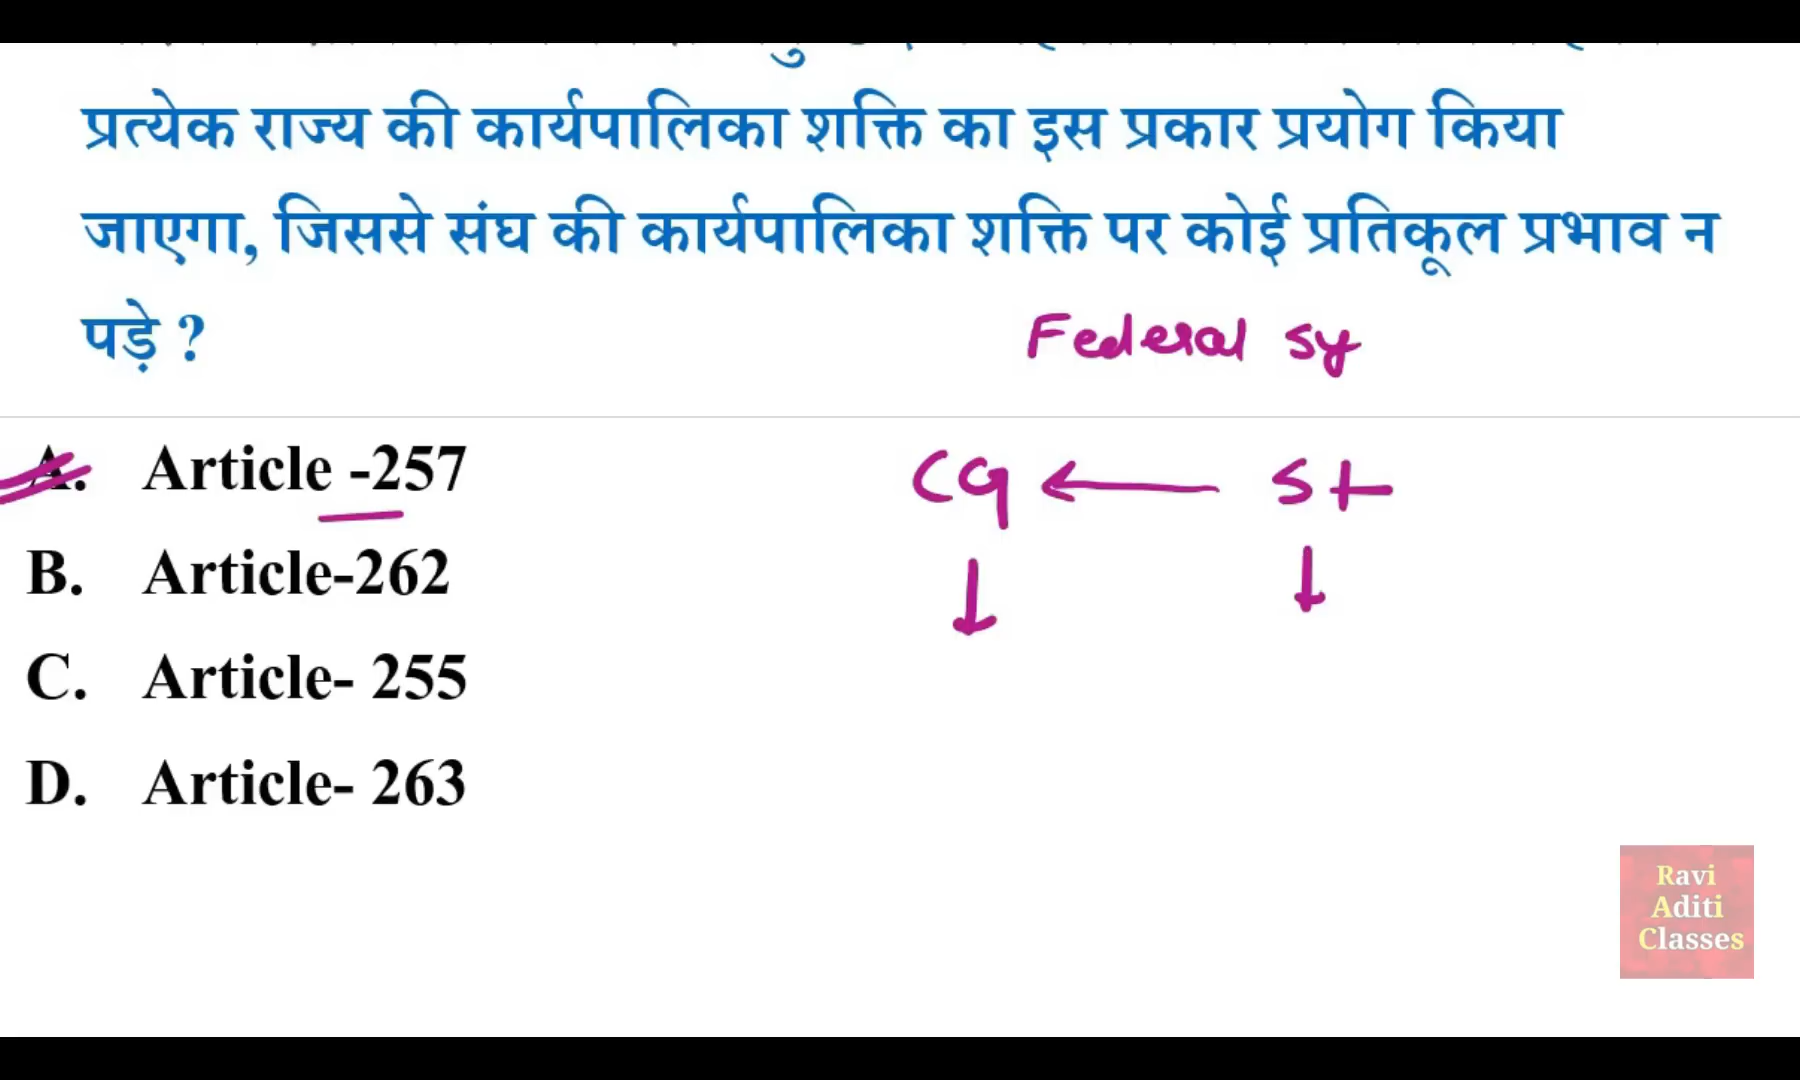 प्रत्येक राज्य की कार्यपालिका शक्ति का इस प्रकार प्रयोग किया
जाएगा, जिससे संघ की कार्यपालिका शक्ति पर कोई प्रतिकूल प्रभाव न
पड़े ?
Federal sy
A. Article -257
CG ← St
B. Article-262
C. Article- 255
D. Article- 263
Ravi
Aditi
Classes